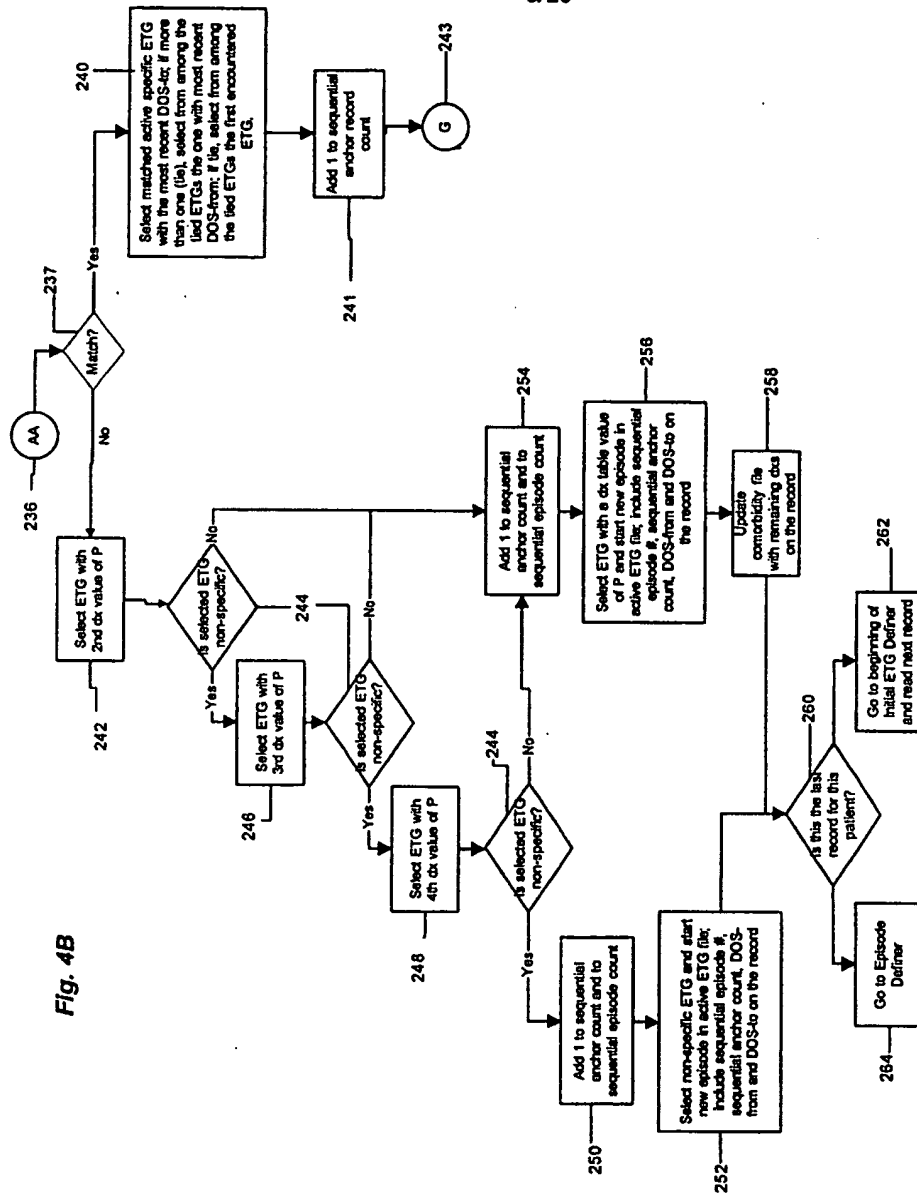 Fig. 4B
AA
236
Match?
237
Yes
No
Select matched active specific ETG
with the most recent DOS-to; if more
than one (tie), select from among the
tied ETGs the one with most recent
DOS-from; if tie, select from among
the tied ETGs the first encountered
ETG.
240
Add 1 to sequential
anchor record
count
241
G
243
Select ETG with
2nd dx value of P
242
Is selected ETG
non-specific?
244
No
Yes
Select ETG with
3rd dx value of P
246
Is selected ETG
non-specific?
No
Yes
Select ETG with
4th dx value of P
248
Is selected ETG
non-specific?
244
No
Yes
Add 1 to sequential
anchor count and to
sequential episode count
250
Select non-specific ETG and start
new episode in active ETG file;
include sequential episode #,
sequential anchor count, DOS-
from and DOS-to on the record
252
Add 1 to sequential
anchor count and to
sequential episode count
254
Select ETG with a dx table value
of P and start new episode in
active ETG file; include sequential
episode #, sequential anchor
count, DOS-from and DOS-to on
the record
256
Update
comorbidity file
with remaining dxs
on the record
258
Is this the last
record for this
patient?
260
Go to beginning of
Initial ETG Definer
and read next record
262
Go to Episode
Definer
264